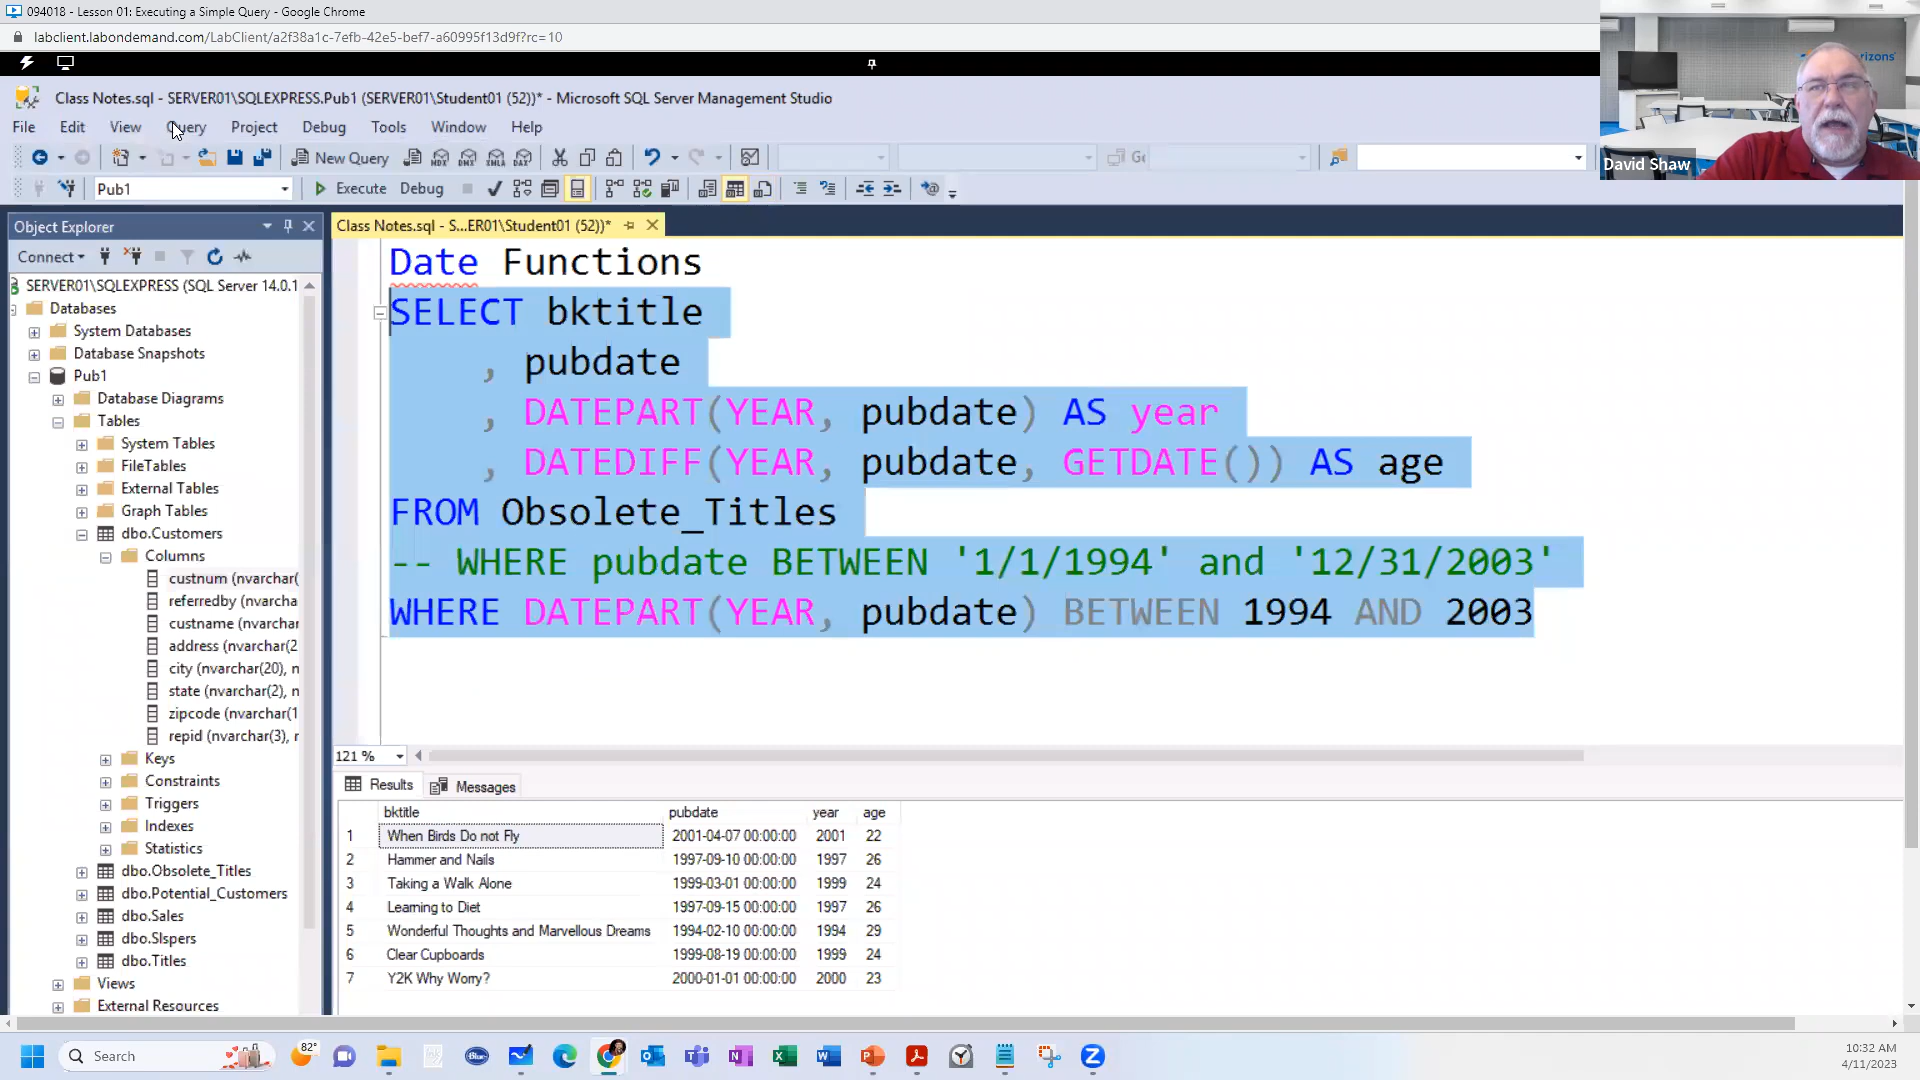 094018 - Lesson 01: Executing a Simple Query - Google Chrome
labclient.labondemand.com/LabClient/a2f38a1c-7efb-42e5-bef7-a60995f13d9f?rc=10
Class Notes.sql - SERVER01\SQLEXPRESS.Pub1 (SERVER01\Student01 (52))* - Microsoft SQL Server Management Studio
File Edit View Query Project Debug Tools Window Help
New Query
Pub1 Execute Debug
David Shaw
Object Explorer
Connect
SERVER01\SQLEXPRESS (SQL Server 14.0.1
Databases
System Databases
Database Snapshots
Pub1
Database Diagrams
Tables
System Tables
FileTables
External Tables
Graph Tables
dbo.Customers
Columns
custnum (nvarchar(
referredby (nvarcha
custname (nvarchar
address (nvarchar(2
city (nvarchar(20), n
state (nvarchar(2), n
zipcode (nvarchar(1
repid (nvarchar(3), r
Keys
Constraints
Triggers
Indexes
Statistics
dbo.Obsolete_Titles
dbo.Potential_Customers
dbo.Sales
dbo.Slspers
dbo.Titles
Views
External Resources
Class Notes.sql - S...ER01\Student01 (52))*
Date Functions
SELECT bktitle
, pubdate
, DATEPART(YEAR, pubdate) AS year
, DATEDIFF(YEAR, pubdate, GETDATE()) AS age
FROM Obsolete_Titles
-- WHERE pubdate BETWEEN '1/1/1994' and '12/31/2003'
WHERE DATEPART(YEAR, pubdate) BETWEEN 1994 AND 2003
121 %
Results Messages
bktitle pubdate year age
1 When Birds Do not Fly 2001-04-07 00:00:00 2001 22
2 Hammer and Nails 1997-09-10 00:00:00 1997 26
3 Taking a Walk Alone 1999-03-01 00:00:00 1999 24
4 Learning to Diet 1997-09-15 00:00:00 1997 26
5 Wonderful Thoughts and Marvellous Dreams 1994-02-10 00:00:00 1994 29
6 Clear Cupboards 1999-08-19 00:00:00 1999 24
7 Y2K Why Worry? 2000-01-01 00:00:00 2000 23
Search
82°
10:32 AM
4/11/2023